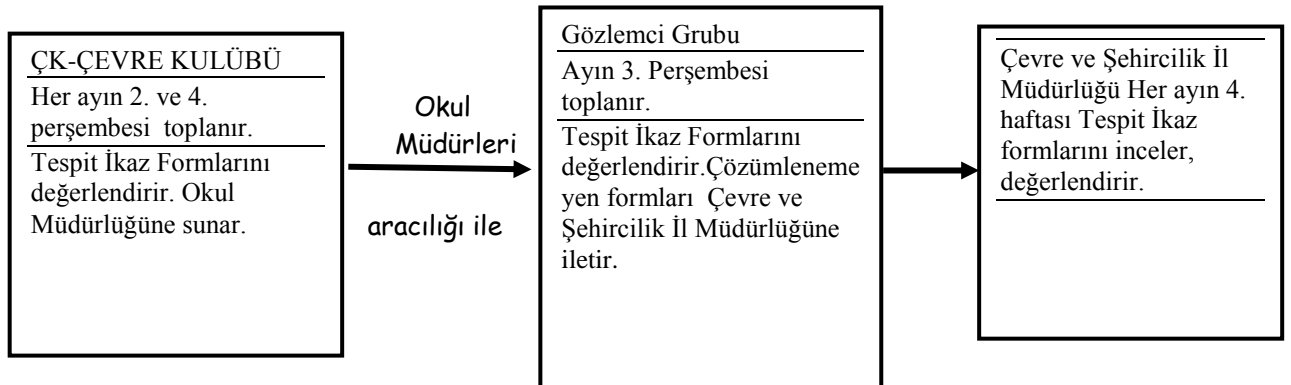 ÇK-ÇEVRE KULÜBÜ
Her ayın 2. ve 4.
perşembesi toplanır.
Tespit İkaz Formlarını
değerlendirir. Okul
Müdürlüğüne sunar.
Okul
Müdürleri
aracılığı ile
Gözlemci Grubu
Ayın 3. Perşembesi
toplanır.
Tespit İkaz Formlarını
değerlendirir.Çözümleneme
yen formları Çevre ve
Şehircilik İl Müdürlüğüne
iletir.
Çevre ve Şehircilik İl
Müdürlüğü Her ayın 4.
haftası Tespit İkaz
formlarını inceler,
değerlendirir.